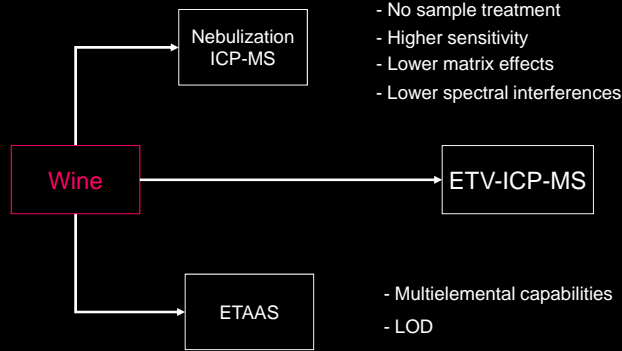 Nebulization
ICP-MS
- No sample treatment
- Higher sensitivity
- Lower matrix effects
- Lower spectral interferences
Wine
ETV-ICP-MS
ETAAS
- Multielemental capabilities
- LOD